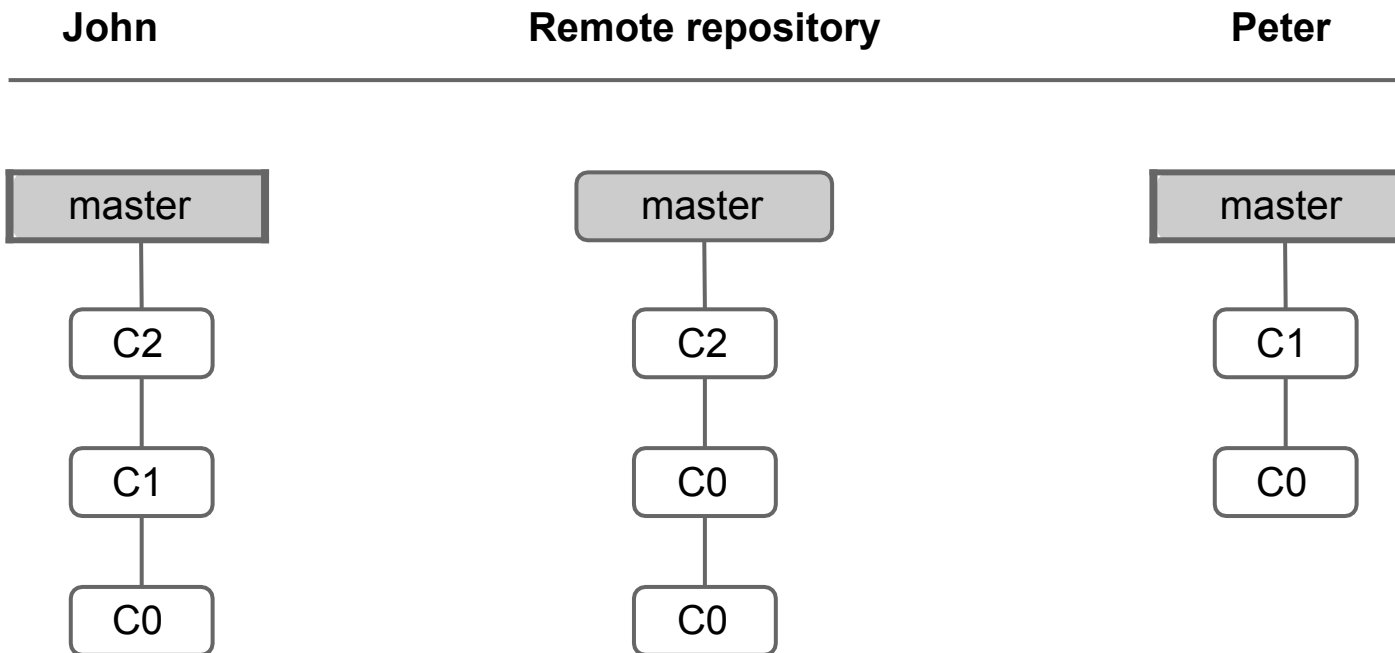 John Remote repository Peter
master master master
C2 C2 C1
C1 C0 C0
C0 C0